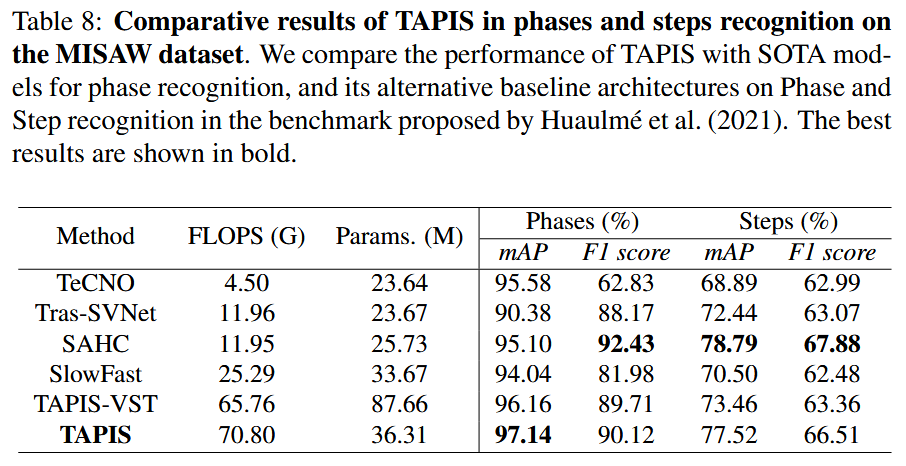 Table 8: Comparative results of TAPIS in phases and steps recognition on
the MISAW dataset. We compare the performance of TAPIS with SOTA mod-
els for phase recognition, and its alternative baseline architectures on Phase and
Step recognition in the benchmark proposed by Huaulmé et al. (2021). The best
results are shown in bold.
Method FLOPS (G) Params. (M) Phases (%) Steps (%)
mAP F1 score mAP F1 score
TeCNO 4.50 23.64 95.58 62.83 68.89 62.99
Tras-SVNet 11.96 23.67 90.38 88.17 72.44 63.07
SAHC 11.95 25.73 95.10 92.43 78.79 67.88
SlowFast 25.29 33.67 94.04 81.98 70.50 62.48
TAPIS-VST 65.76 87.66 96.16 89.71 73.46 63.36
TAPIS 70.80 36.31 97.14 90.12 77.52 66.51